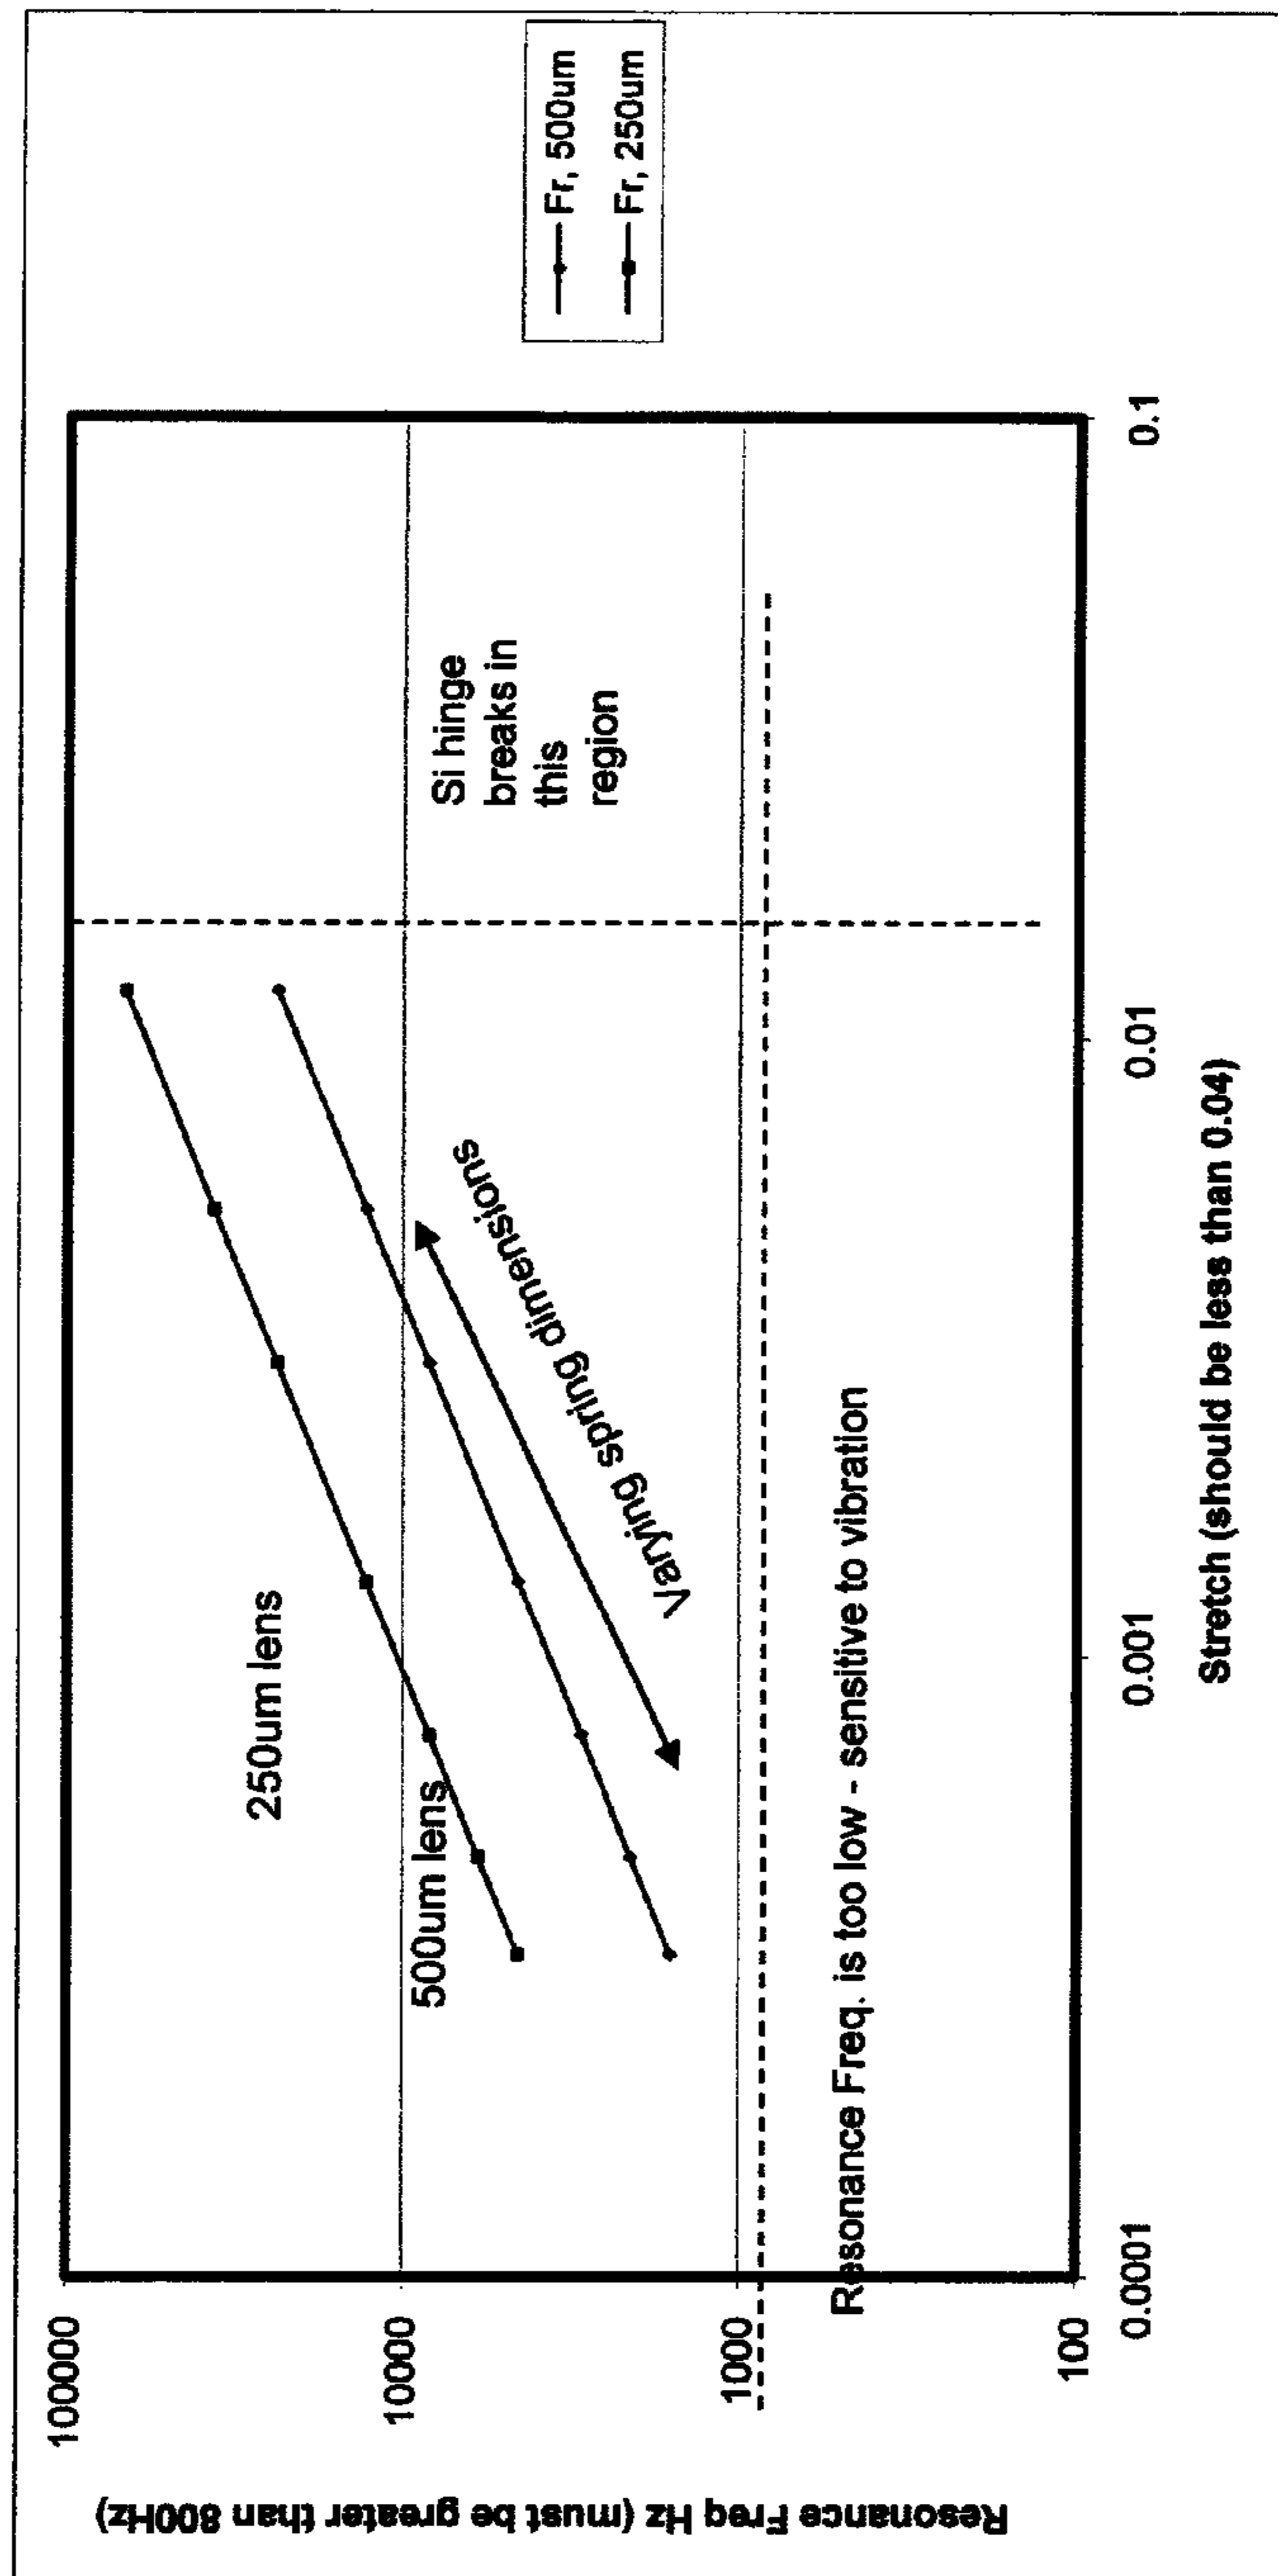 Resonance Freq Hz (must be greater than 800Hz)
100000
10000
1000
100
250um lens
500um lens
Varying spring dimensions
Si hinge
breaks in
this
region
Resonance Freq. is too low - sensitive to vibration
0.0001
0.001
0.01
0.1
Stretch (should be less than 0.04)
Fr, 500um
Fr, 250um